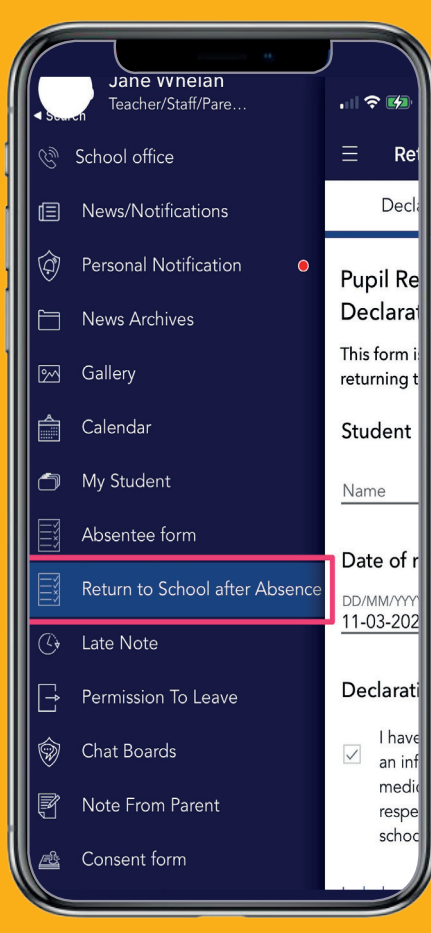 Jane Whelan
Teacher/Staff/Pare...
School office
News/Notifications
Personal Notification
News Archives
Gallery
Calendar
My Student
Absentee form
Return to School after Absence
Late Note
Permission To Leave
Chat Boards
Note From Parent
Consent form
Ret
Decla
Pupil Re
Declarat
This form i
returning t
Student
Name
Date of r
DD/MM/YYY
11-03-202
Declarati
I have
an inf
medic
respe
schoo